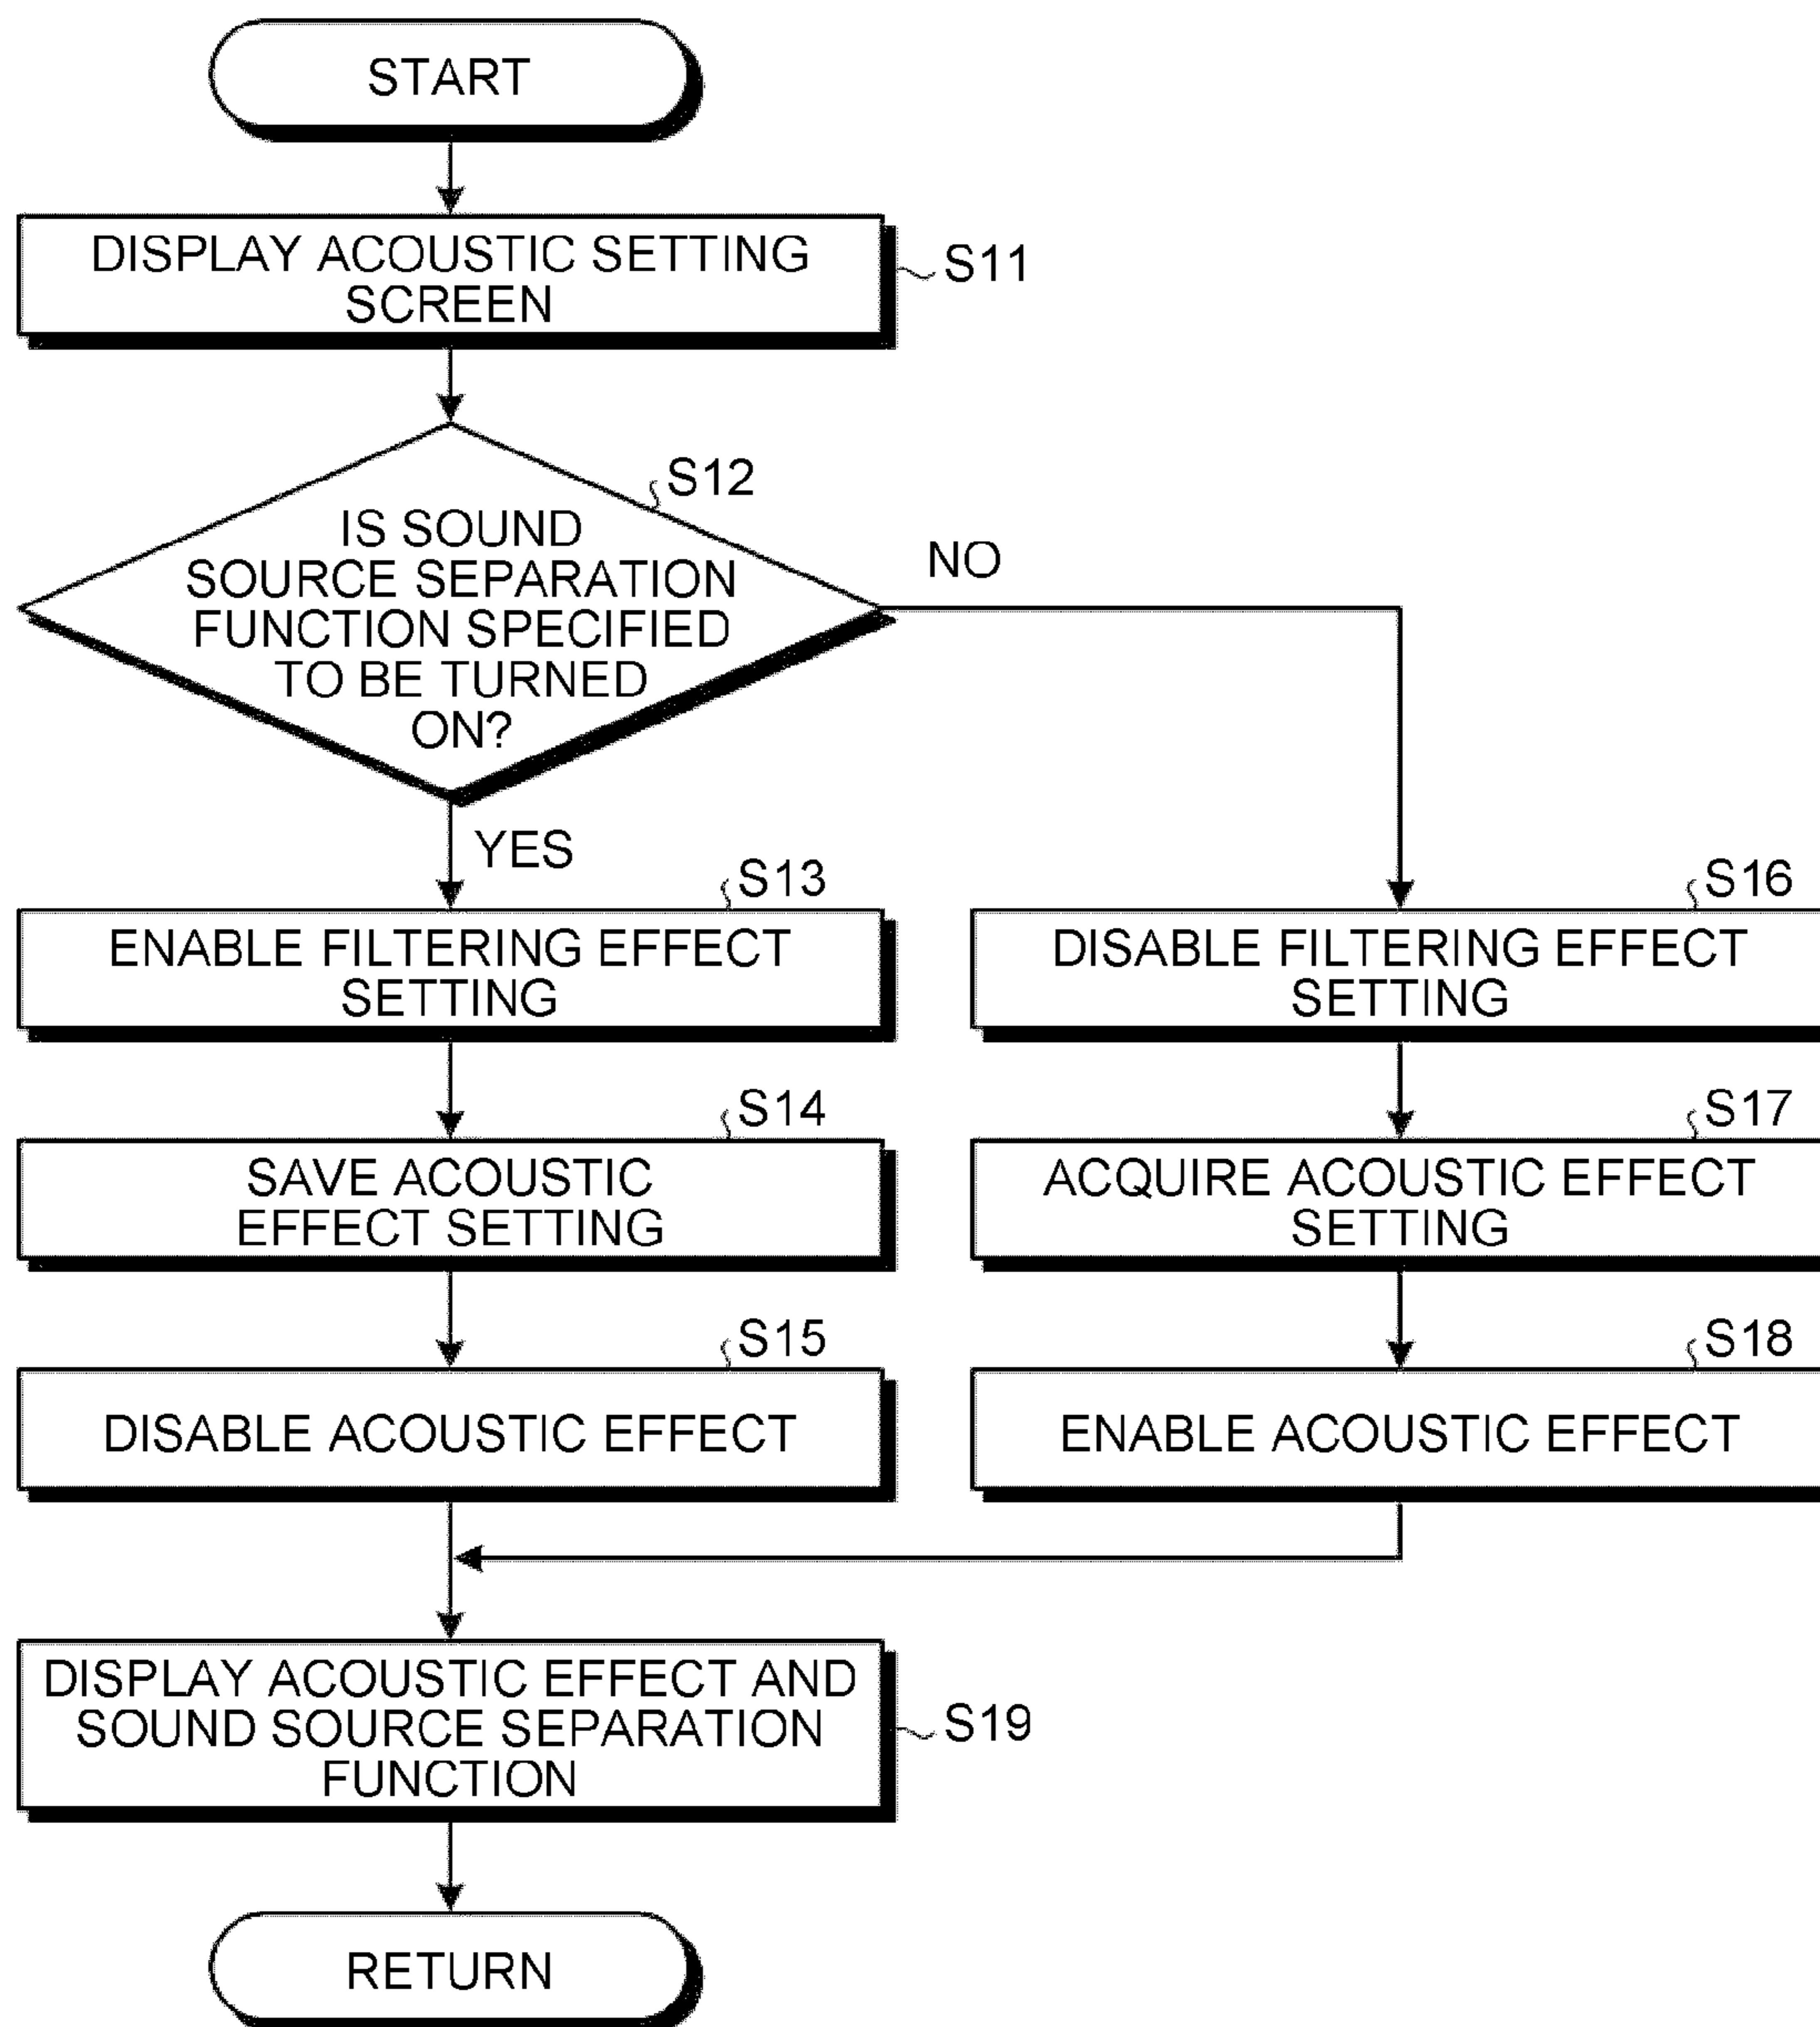 START
DISPLAY ACOUSTIC SETTING
SCREEN
S11
S12
IS SOUND
SOURCE SEPARATION
FUNCTION SPECIFIED
TO BE TURNED
ON?
NO
YES
S13
ENABLE FILTERING EFFECT
SETTING
S16
DISABLE FILTERING EFFECT
SETTING
S14
SAVE ACOUSTIC
EFFECT SETTING
S17
ACQUIRE ACOUSTIC EFFECT
SETTING
S15
DISABLE ACOUSTIC EFFECT
S18
ENABLE ACOUSTIC EFFECT
DISPLAY ACOUSTIC EFFECT AND
SOUND SOURCE SEPARATION
FUNCTION
S19
RETURN